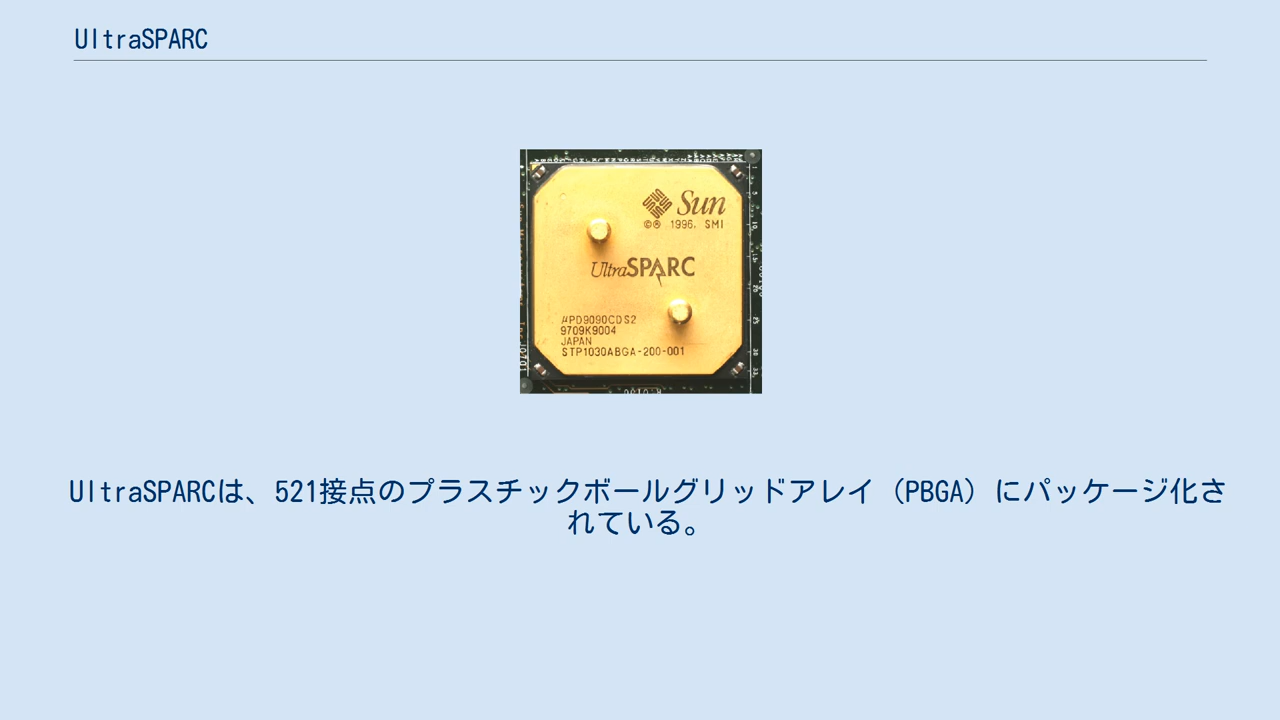 UltraSPARC
Sun
©® 1996, SMI
UltraSPARC
μPD9090CDS2
9709K9004
JAPAN
STP1030ABGA-200-001
UltraSPARCは、521接点のプラスチックボールグリッドアレイ（PBGA）にパッケージ化さ
れている。